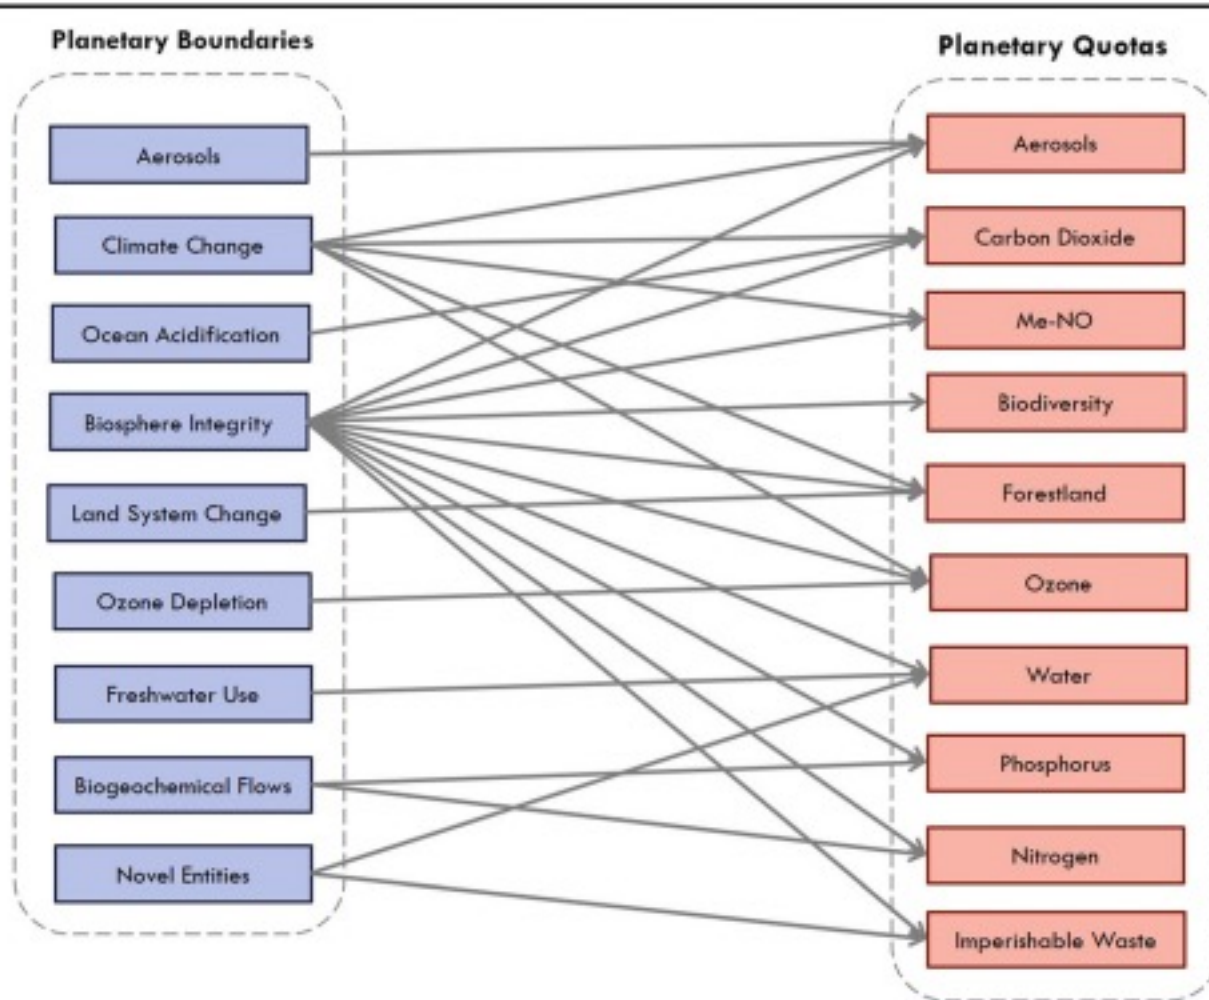 Planetary Boundaries
Aerosols
Climate Change
Ocean Acidification
Biosphere Integrity
Land System Change
Ozone Depletion
Freshwater Use
Biogeochemical Flows
Novel Entities
Planetary Quotas
Aerosols
Carbon Dioxide
Me-NO
Biodiversity
Forestland
Ozone
Water
Phosphorus
Nitrogen
Imperishable Waste